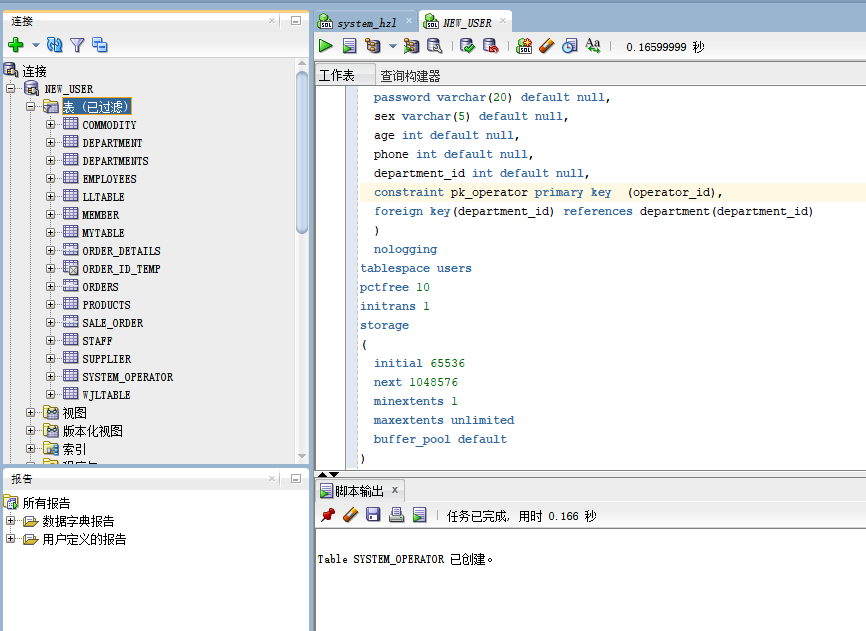 连接
连接
NEW_USER
表 (已过滤)
COMMODITY
DEPARTMENT
DEPARTMENTS
EMPLOYEES
LLTABLE
MEMBER
MYTABLE
ORDER_DETAILS
ORDER_ID_TEMP
ORDERS
PRODUCTS
SALE_ORDER
STAFF
SUPPLIER
SYSTEM_OPERATOR
WJLTABLE
视图
版本化视图
索引
报告
所有报告
数据字典报告
用户定义的报告
system_hzl
NEW_USER
0.16599999 秒
工作表
查询构建器
password varchar(20) default null,
sex varchar(5) default null,
age int default null,
phone int default null,
department_id int default null,
constraint pk_operator primary key  (operator_id),
foreign key(department_id) references department(department_id)
)
nologging
tablespace users
pctfree 10
initrans 1
storage
(
initial 65536
next 1048576
minextents 1
maxextents unlimited
buffer_pool default
)
脚本输出 x
任务已完成, 用时 0.166 秒
Table SYSTEM_OPERATOR 已创建。